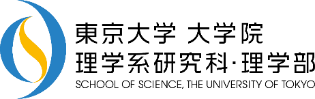 東京大学 大学院
理学系研究科・理学部
SCHOOL OF SCIENCE, THE UNIVERSITY OF TOKYO